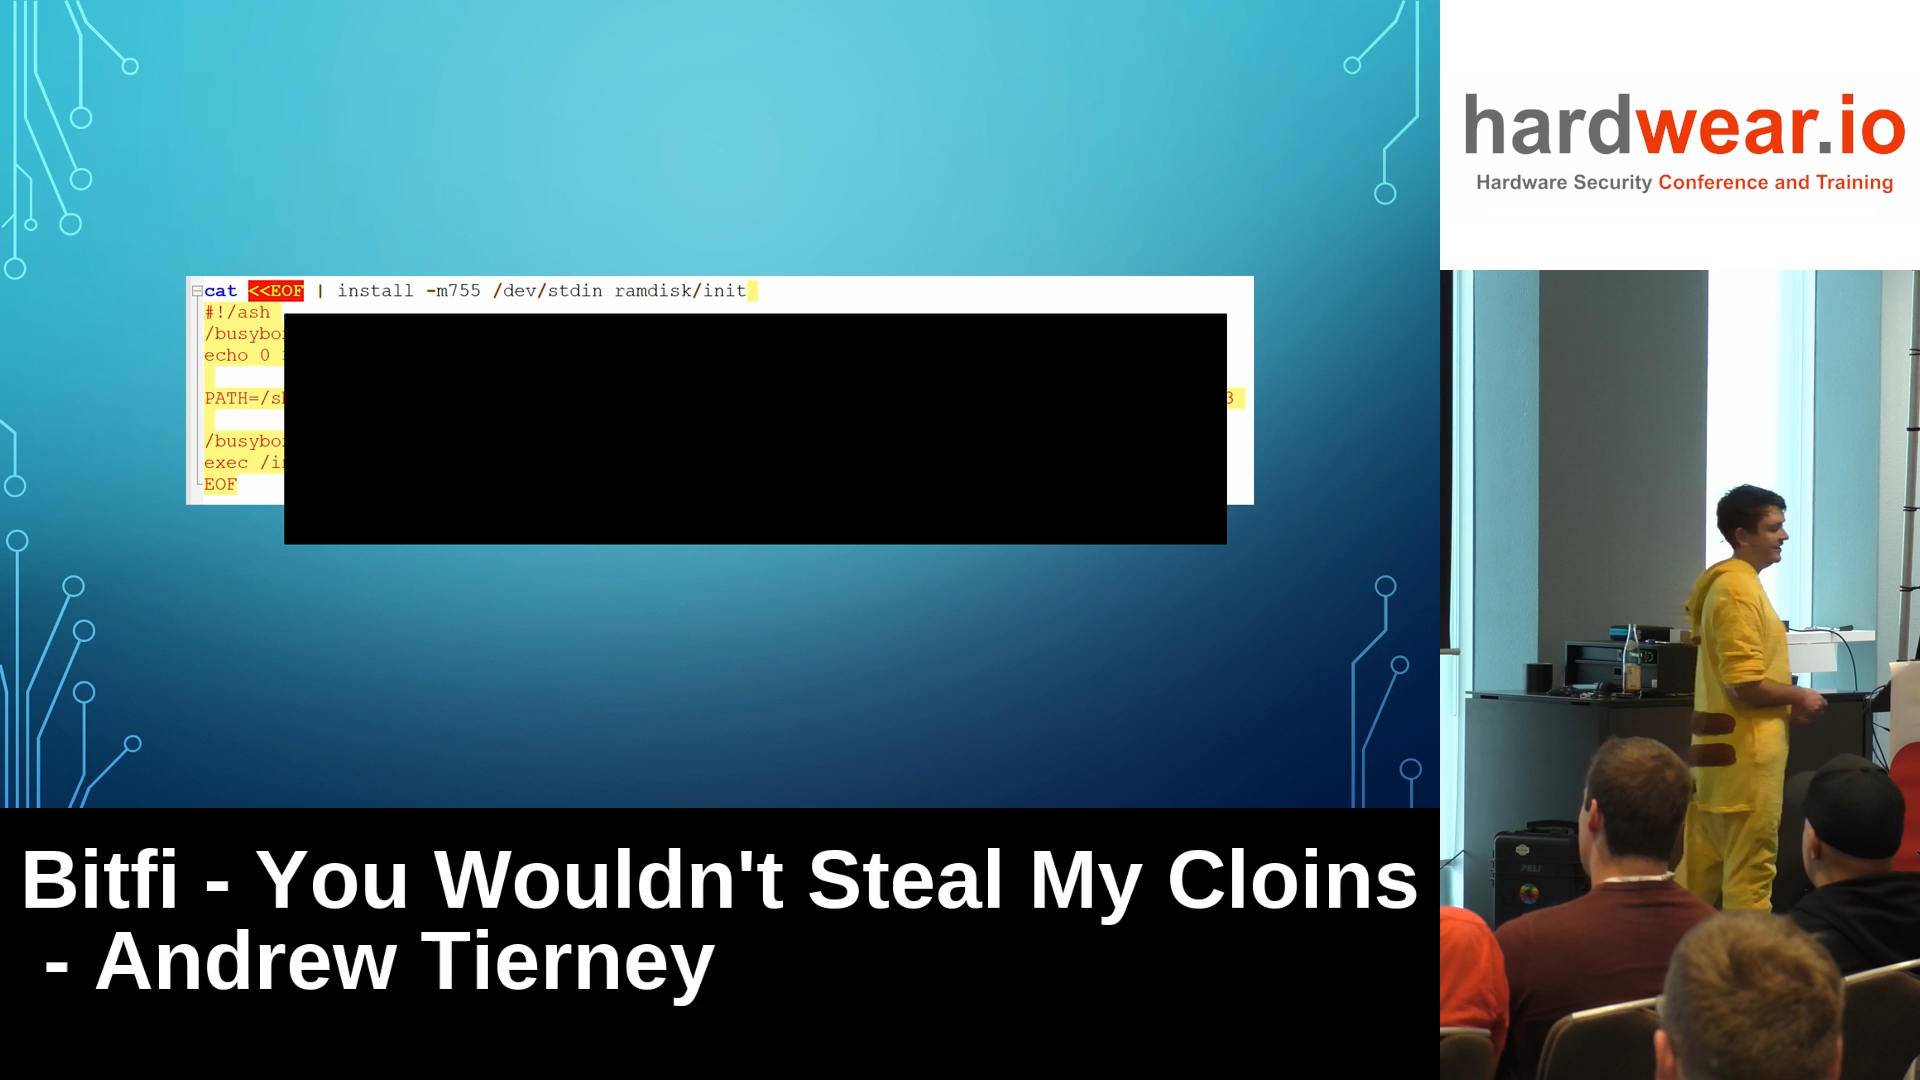 cat <<EOF | install -m755 /dev/stdin ramdisk/init
#!/ash
/busybo
echo 0
PATH=/s
/busybo
exec /i
EOF
hardwear.io
Hardware Security Conference and Training
PELI
Bitfi - You Wouldn't Steal My Cloins
- Andrew Tierney